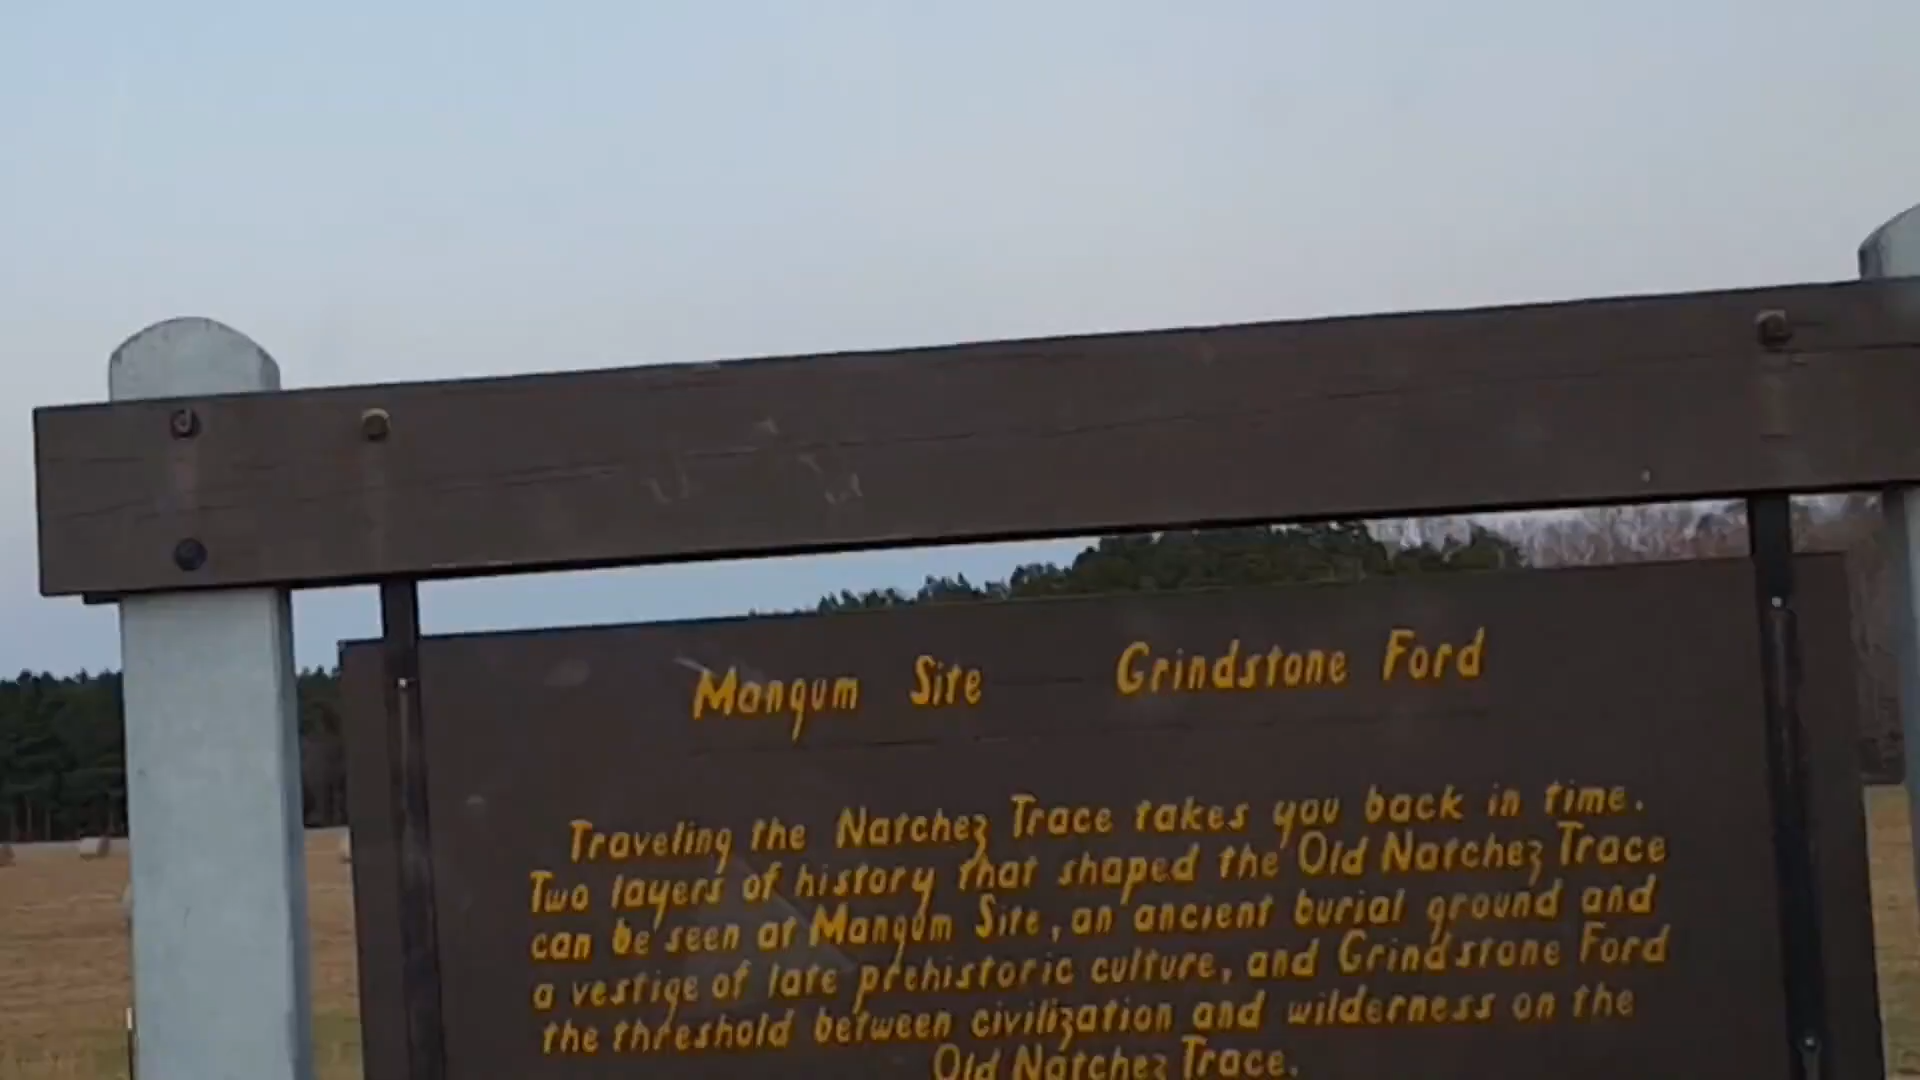 Mangum Site Grindstone Ford
Traveling the Natchez Trace takes you back in time.
Two layers of history that shaped the Old Natchez Trace
can be seen at Mangum Site, an ancient burial ground and
a vestige of late prehistoric culture, and Grindstone Ford
the threshold between civilization and wilderness on the
Old Natchez Trace.